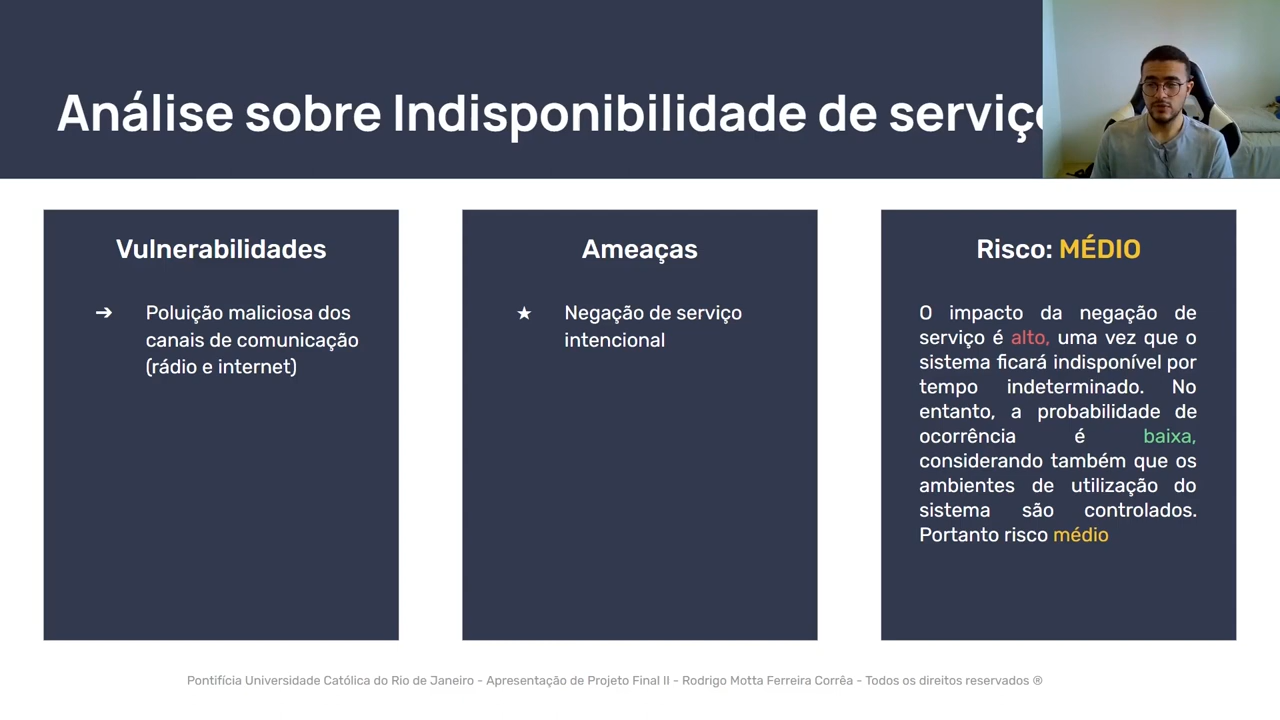 Análise sobre Indisponibilidade de serviç
Vulnerabilidades
➔ Poluição maliciosa dos
canais de comunicação
(rádio e internet)
Ameaças
★ Negação de serviço
intencional
Risco: MÉDIO
O impacto da negação de
serviço é alto, uma vez que o
sistema ficará indisponível por
tempo indeterminado. No
entanto, a probabilidade de
ocorrência é baixa,
considerando também que os
ambientes de utilização do
sistema são controlados.
Portanto risco médio
Pontifícia Universidade Católica do Rio de Janeiro - Apresentação de Projeto Final II - Rodrigo Motta Ferreira Corrêa - Todos os direitos reservados ®